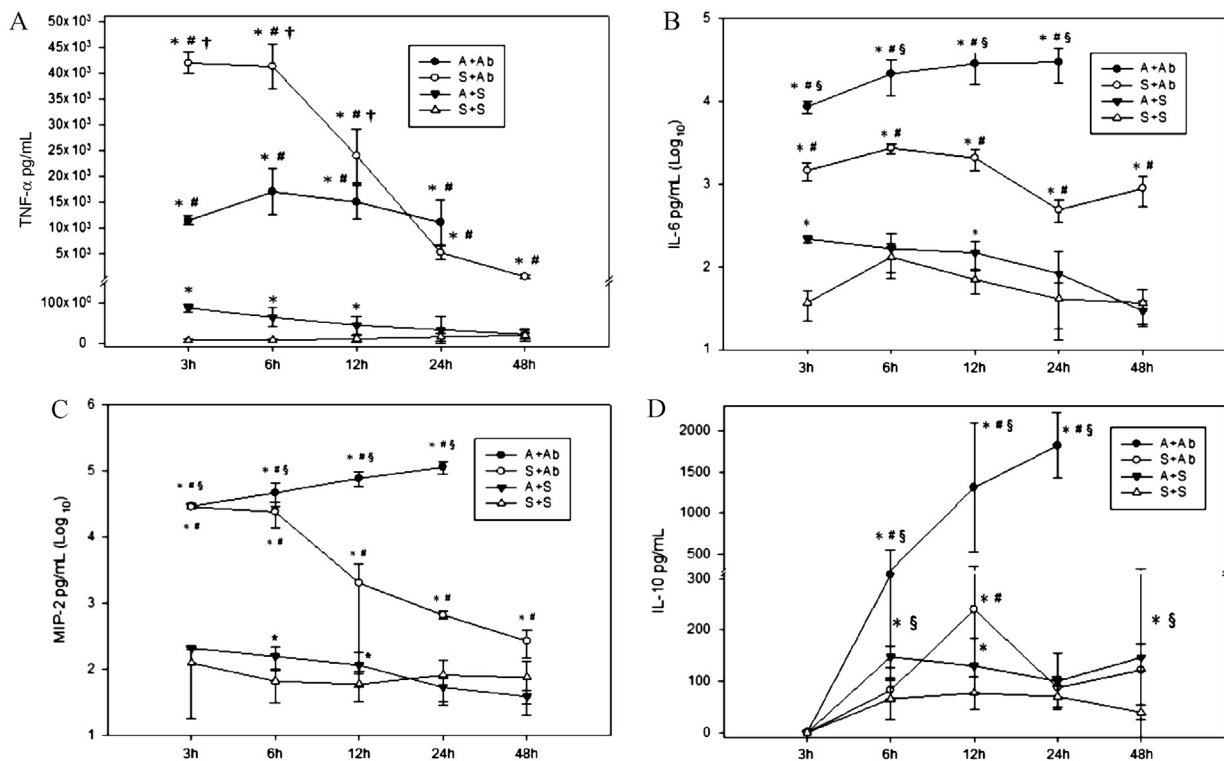 A
TNF-α pg/mL
50x 10³
45x 10³
40x 10³
35x 10³
30x 10³
25x 10³
20x 10³
15x 10³
10x 10³
5x 10³
100x 10⁰
0
* # †
* # †
* # †
* #
* #
* #
* #
* #
* #
*
*
*
A+Ab
S+Ab
A+S
S+S
3h 6h 12h 24h 48h
B
IL-6 pg/mL (Log₁₀)
5
4
3
2
1
* # §
* # §
* # §
* # §
* #
* #
* #
* #
* #
*
*
A+Ab
S+Ab
A+S
S+S
3h 6h 12h 24h 48h
C
MIP-2 pg/mL (Log₁₀)
6
5
4
3
2
1
* # §
* # §
* # §
* # §
* #
* #
* #
* #
* #
*
*
A+Ab
S+Ab
A+S
S+S
3h 6h 12h 24h 48h
D
IL-10 pg/mL
2000
1750
1500
1250
1000
750
500
300
200
100
0
* # §
* # §
* # §
* §
* #
*
* §
A+Ab
S+Ab
A+S
S+S
3h 6h 12h 24h 48h